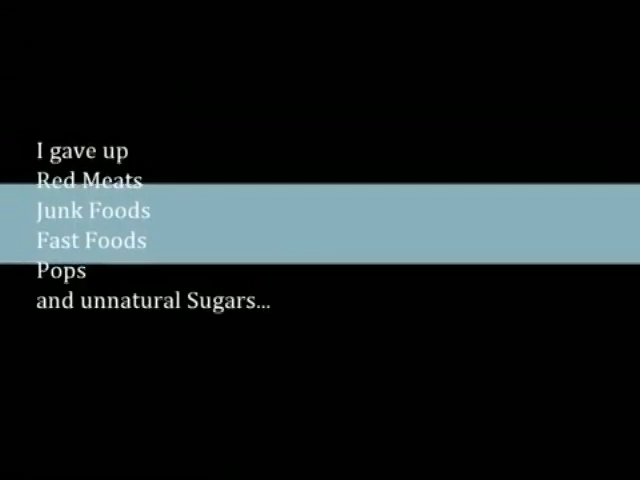 I gave up
Red Meats
Junk Foods
Fast Foods
Pops
and unnatural Sugars...